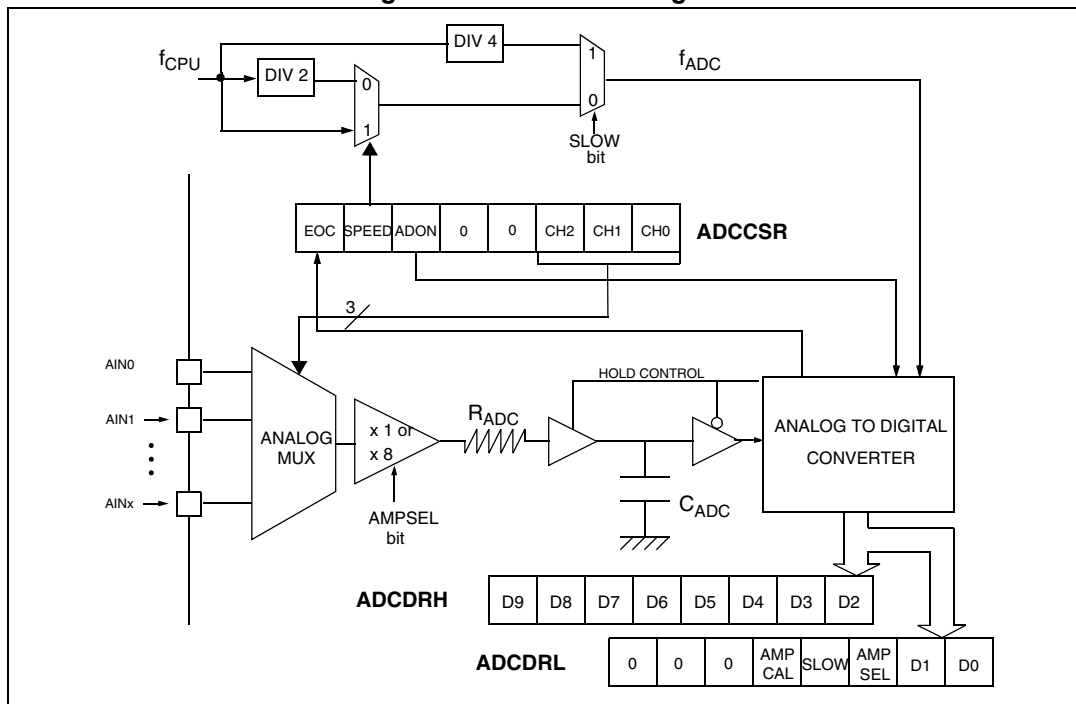 DIV 4
fCPU
DIV 2
0
1
1
0
fADC
SLOW
bit
EOC SPEED ADON 0 0 CH2 CH1 CH0 ADCCSR
3
HOLD CONTROL
AIN0
AIN1
AINx
ANALOG
MUX
x 1 or
x 8
AMPSEL
bit
RADC
CADC
ANALOG TO DIGITAL
CONVERTER
ADCDRH D9 D8 D7 D6 D5 D4 D3 D2
ADCDRL 0 0 0 AMP CAL SLOW AMP SEL D1 D0